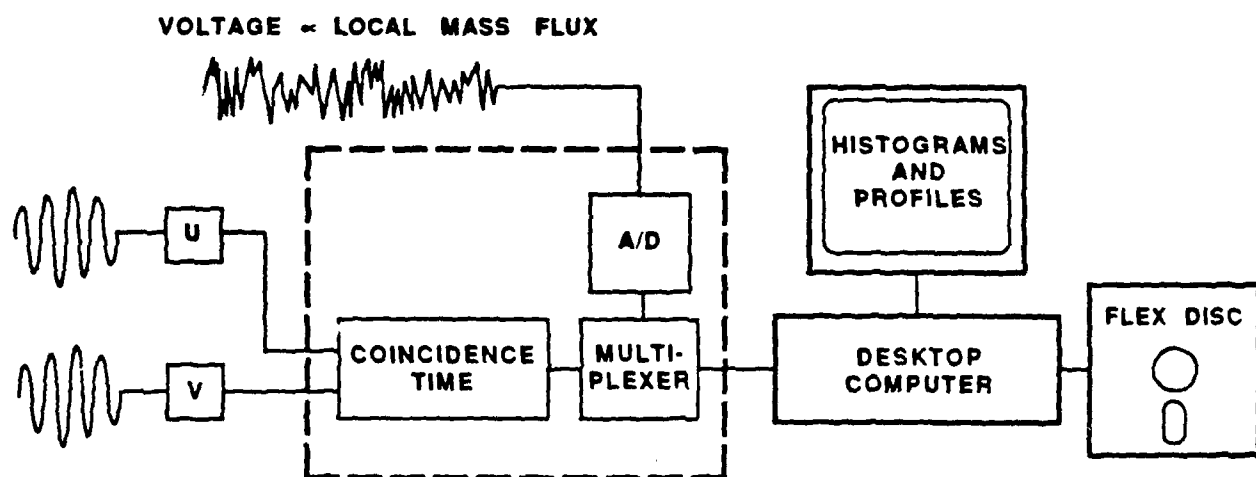 VOLTAGE ∝ LOCAL MASS FLUX
HISTOGRAMS
AND
PROFILES
U
A/D
FLEX DISC
COINCIDENCE
TIME
MULTI-
PLEXER
DESKTOP
COMPUTER
V